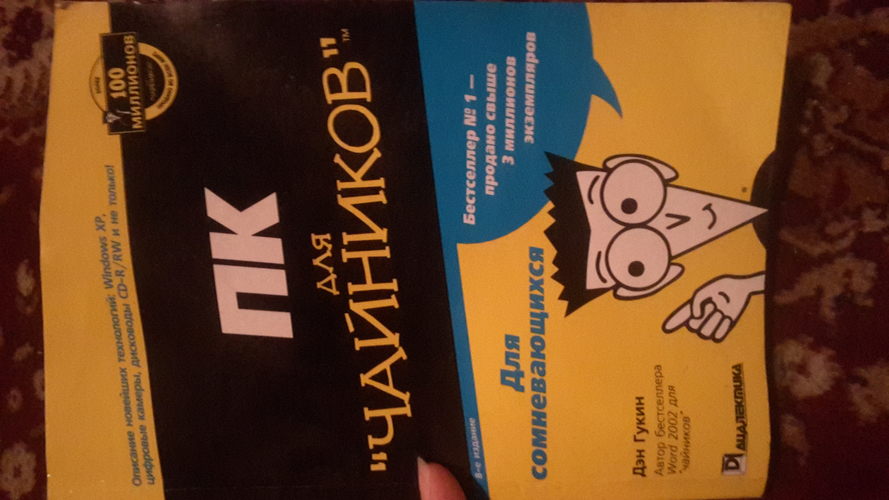 Описание новейших технологий: Windows XP,
цифровые камеры, дисководы CD-R/RW и не только!
100
МИЛЛИОНОВ
ПК
ДЛЯ
"ЧАЙНИКОВ"
TM
Бестселлер № 1 —
продано свыше
3 миллионов
экземпляров
8-е издание
Для
сомневающихся
Дэн Гукин
Автор бестселлера
Word 2002 для
"чайников"
ДИАЛЕКТИКА